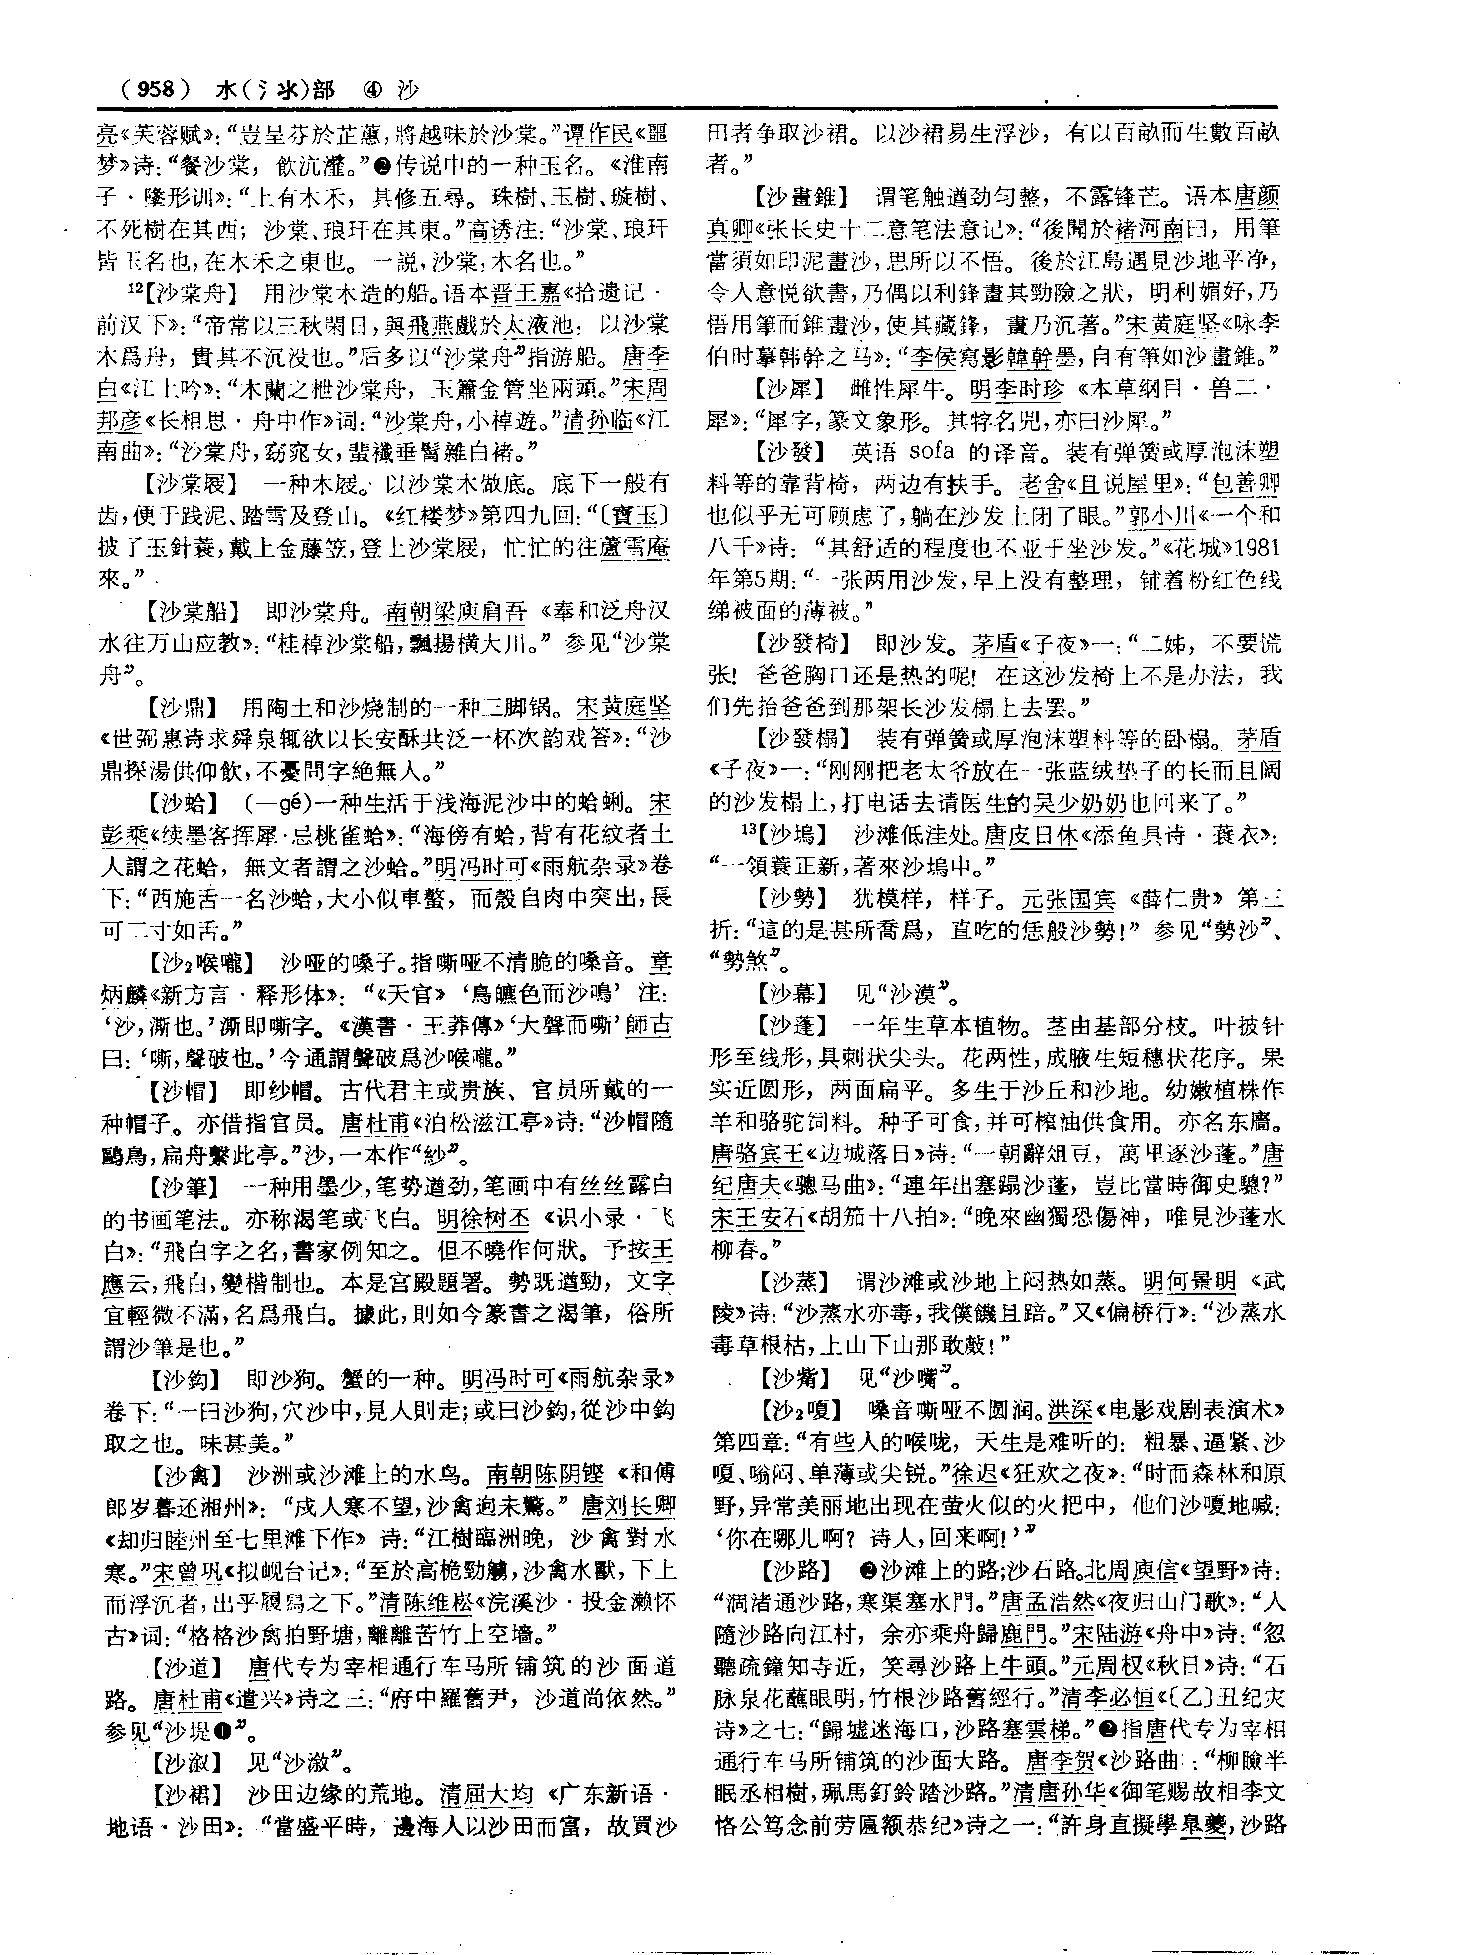 （958） 水（氵氺）部 ④ 沙
亮《芙蓉赋》：“豈呈芬於芷蕙，將越味於沙棠。”谭作民《噩
梦》诗：“餐沙棠，飲沆瀣。”❷传说中的一种玉名。《淮南
子·墬形训》：“上有木禾，其修五尋。珠樹、玉樹、璇樹、
不死樹在其西；沙棠、琅玕在其東。”高诱注：“沙棠、琅玕
皆玉名也，在木禾之東也。一説，沙棠，木名也。”
12【沙棠舟】 用沙棠木造的船。语本晋王嘉《拾遗记·
前汉下》：“帝常以三秋閑日，與飛燕戲於太液池，以沙棠
木爲舟，貴其不沉没也。”后多以“沙棠舟”指游船。唐李
白《江上吟》：“木蘭之枻沙棠舟，玉簫金管坐兩頭。”宋周
邦彦《长相思·舟中作》词：“沙棠舟，小棹遊。”清孙临《江
南曲》：“沙棠舟，窈窕女，蜚襳垂髾雜白褚。”
【沙棠屐】 一种木屐。以沙棠木做底。底下一般有
齿，便于践泥、踏雪及登山。《红楼梦》第四九回：“〔寶玉〕
披了玉針蓑，戴上金藤笠，登上沙棠屐，忙忙的往蘆雪庵
來。”
【沙棠船】 即沙棠舟。南朝梁庾肩吾《奉和泛舟汉
水往万山应教》：“桂棹沙棠船，飄揚横大川。”参见“沙棠
舟”。
【沙鼎】 用陶土和沙烧制的一种三脚锅。宋黄庭坚
《世弼惠诗求舜泉辄欲以长安酥共泛一杯次韵戏答》：“沙
鼎探湯供仰飲，不憂問字絶無人。”
【沙蛤】 （—gé）一种生活于浅海泥沙中的蛤蜊。宋
彭乘《续墨客挥犀·忌桃雀蛤》：“海傍有蛤，背有花紋者土
人謂之花蛤，無文者謂之沙蛤。”明冯时可《雨航杂录》卷
下：“西施舌一名沙蛤，大小似車螯，而殼自肉中突出，長
可二寸如舌。”
【沙2喉嚨】 沙哑的嗓子。指嘶哑不清脆的嗓音。章
炳麟《新方言·释形体》：“《天官》‘鳥皫色而沙鳴’注：
‘沙，澌也。’澌即嘶字。《漢書·王莽傳》‘大聲而嘶’師古
曰：‘嘶，聲破也。’今通謂聲破爲沙喉嚨。”
【沙帽】 即纱帽。古代君主或贵族、官员所戴的一
种帽子。亦借指官员。唐杜甫《泊松滋江亭》诗：“沙帽隨
鷗鳥，扁舟繫此亭。”沙，一本作“紗”。
【沙筆】 一种用墨少，笔势遒劲，笔画中有丝丝露白
的书画笔法。亦称渴笔或飞白。明徐树丕《识小录·飞
白》：“飛白字之名，書家例知之。但不曉作何狀。予按王
應云，飛白，變楷制也。本是宫殿題署。勢既遒勁，文字
宜輕微不滿，名爲飛白。據此，則如今篆書之渴筆，俗所
謂沙筆是也。”
【沙鈎】 即沙狗。蟹的一种。明冯时可《雨航杂录》
卷下：“一曰沙狗，穴沙中，見人則走；或曰沙鈎，從沙中鈎
取之也。味甚美。”
【沙禽】 沙洲或沙滩上的水鸟。南朝陈阴铿《和傅
郎岁暮还湘州》：“戍人寒不望，沙禽迥未驚。”唐刘长卿
《却归睦州至七里滩下作》诗：“江樹臨洲晚，沙禽對水
寒。”宋曾巩《拟岘台记》：“至於高桅勁艣，沙禽水獸，下上
而浮沉者，出乎履舄之下。”清陈维崧《浣溪沙·投金濑怀
古》词：“格格沙禽拍野塘，離離苦竹上空墙。”
【沙道】 唐代专为宰相通行车马所铺筑的沙面道
路。唐杜甫《遣兴》诗之三：“府中羅舊尹，沙道尚依然。”
参见“沙堤❶”。
【沙溆】 见“沙漵”。
【沙裙】 沙田边缘的荒地。清屈大均《广东新语·
地语·沙田》：“當盛平時，邊海人以沙田而富，故買沙
田者争取沙裙。以沙裙易生浮沙，有以百畝而生數百畝
者。”
【沙畫錐】 谓笔触遒劲匀整，不露锋芒。语本唐颜
真卿《张长史十二意笔法意记》：“後聞於褚河南曰，用筆
當須如印泥畫沙，思所以不悟。後於江島遇見沙地平净，
令人意悦欲書，乃偶以利鋒畫其勁險之狀，明利媚好，乃
悟用筆而錐畫沙，使其藏鋒，畫乃沉著。”宋黄庭坚《咏李
伯时摹韩幹之马》：“李侯寫影韓幹墨，自有筆如沙畫錐。”
【沙犀】 雌性犀牛。明李时珍《本草纲目·兽二·
犀》：“犀字，篆文象形。其牸名兕，亦曰沙犀。”
【沙發】 英语 sofa 的译音。装有弹簧或厚泡沫塑
料等的靠背椅，两边有扶手。老舍《且说屋里》：“包善卿
也似乎无可顾虑了，躺在沙发上闭了眼。”郭小川《一个和
八千》诗：“其舒适的程度也不亚于坐沙发。”《花城》1981
年第5期：“一张两用沙发，早上没有整理，铺着粉红色线
绨被面的薄被。”
【沙發椅】 即沙发。茅盾《子夜》一：“二姊，不要慌
张！爸爸胸口还是热的呢！在这沙发椅上不是办法，我
们先抬爸爸到那架长沙发榻上去罢。”
【沙發榻】 装有弹簧或厚泡沫塑料等的卧榻。茅盾
《子夜》一：“刚刚把老太爷放在一张蓝绒垫子的长而且阔
的沙发榻上，打电话去请医生的吴少奶奶也回来了。”
13【沙塢】 沙滩低洼处。唐皮日休《添鱼具诗·蓑衣》：
“一領蓑正新，著來沙塢中。”
【沙勢】 犹模样，样子。元张国宾《薛仁贵》第三
折：“這的是甚所喬爲，直吃的恁般沙勢！”参见“勢沙”、
“勢煞”。
【沙幕】 见“沙漠”。
【沙蓬】 一年生草本植物。茎由基部分枝。叶披针
形至线形，具刺状尖头。花两性，成腋生短穗状花序。果
实近圆形，两面扁平。多生于沙丘和沙地。幼嫩植株作
羊和骆驼饲料。种子可食，并可榨油供食用。亦名东廧。
唐骆宾王《边城落日》诗：“一朝辭俎豆，萬里逐沙蓬。”唐
纪唐夫《骢马曲》：“連年出塞蹋沙蓬，豈比當時御史驄？”
宋王安石《胡笳十八拍》：“晚來幽獨恐傷神，唯見沙蓬水
柳春。”
【沙蒸】 谓沙滩或沙地上闷热如蒸。明何景明《武
陵》诗：“沙蒸水亦毒，我僕饑且踣。”又《偏桥行》：“沙蒸水
毒草根枯，上山下山那敢鼓！”
【沙觜】 见“沙嘴”。
【沙2嗄】 嗓音嘶哑不圆润。洪深《电影戏剧表演术》
第四章：“有些人的喉咙，天生是难听的：粗暴、逼紧、沙
嗄、嗡闷、单薄或尖锐。”徐迟《狂欢之夜》：“时而森林和原
野，异常美丽地出现在萤火似的火把中，他们沙嗄地喊：
‘你在哪儿啊？诗人，回来啊！’”
【沙路】 ❷沙滩上的路；沙石路。北周庾信《望野》诗：
“涸渚通沙路，寒渠塞水門。”唐孟浩然《夜归山门歌》：“人
隨沙路向江村，余亦乘舟歸鹿門。”宋陆游《舟中》诗：“忽
聽疏鐘知寺近，笑尋沙路上牛頭。”元周权《秋日》诗：“石
脉泉花蘸眼明，竹根沙路舊經行。”清李必恒《〔乙〕丑纪灾
诗》之七：“歸墟迷海口，沙路塞雲梯。”❷指唐代专为宰相
通行车马所铺筑的沙面大路。唐李贺《沙路曲》：“柳臉半
眠丞相樹，珮馬釘鈴踏沙路。”清唐孙华《御笔赐故相李文
恪公笃念前劳匾额恭纪》诗之一：“許身直擬學皋夔，沙路